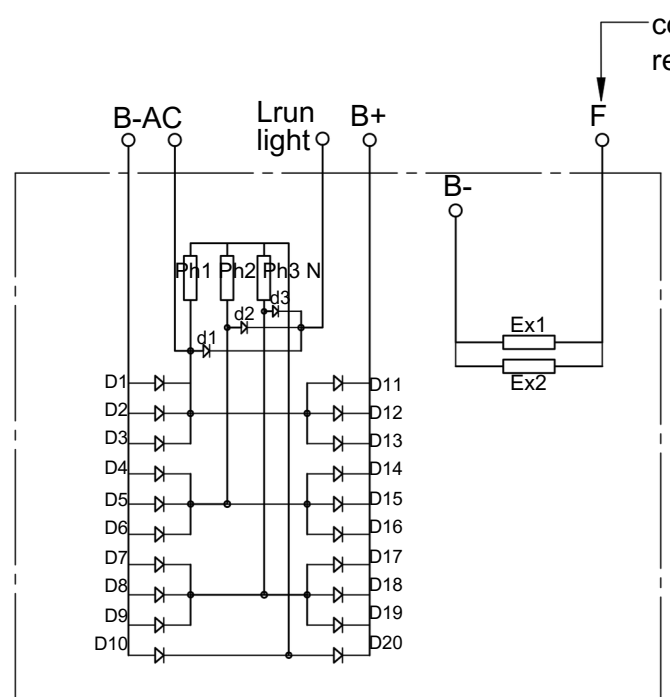 B-AC
Lrun
light
B+
F
B-
Ph1
Ph2
Ph3 N
d3
d2
d1
Ex1
Ex2
D1
D11
D2
D12
D3
D13
D4
D14
D5
D15
D6
D16
D7
D17
D8
D18
D9
D19
D10
D20